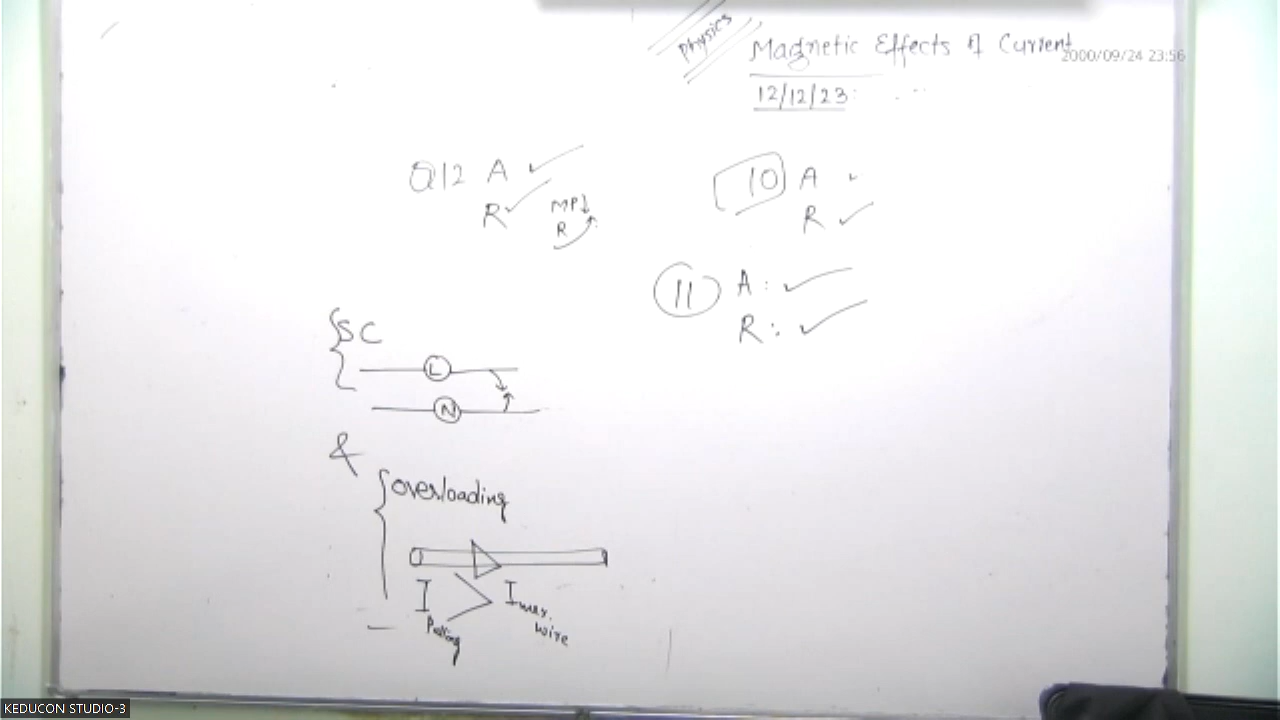 Physics
Magnetic Effects of Current
2000/09/24 23:56
12/12/23
Q12 A ✓
R ✓
MP↓
R
10 A ✓
R ✓
11 A: ✓
R: ✓
SC
L
N
&
overloading
I > I max. wire
KEDUCON STUDIO-3